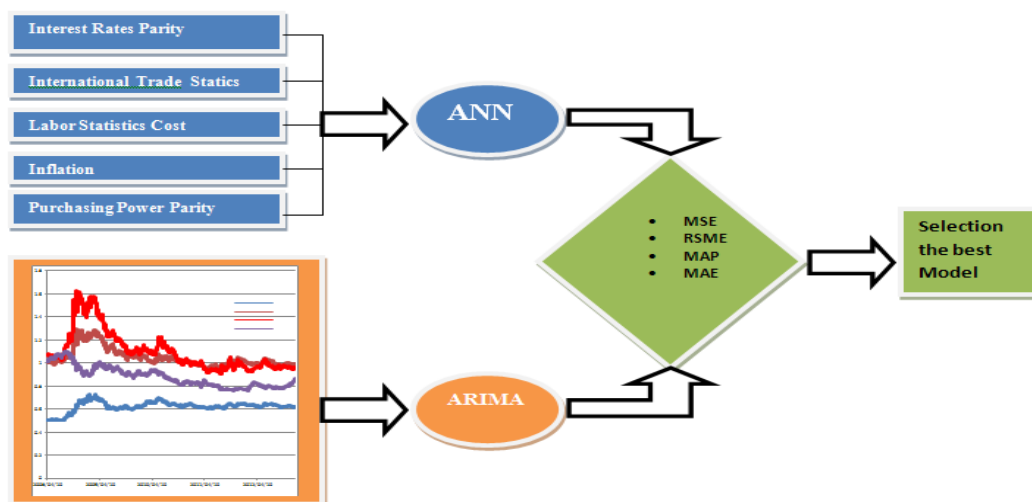 Interest Rates Parity
International Trade Statics
Labor Statistics Cost
Inflation
Purchasing Power Parity
ANN
• MSE
• RSME
• MAP
• MAE
Selection
the best
Model
ARIMA